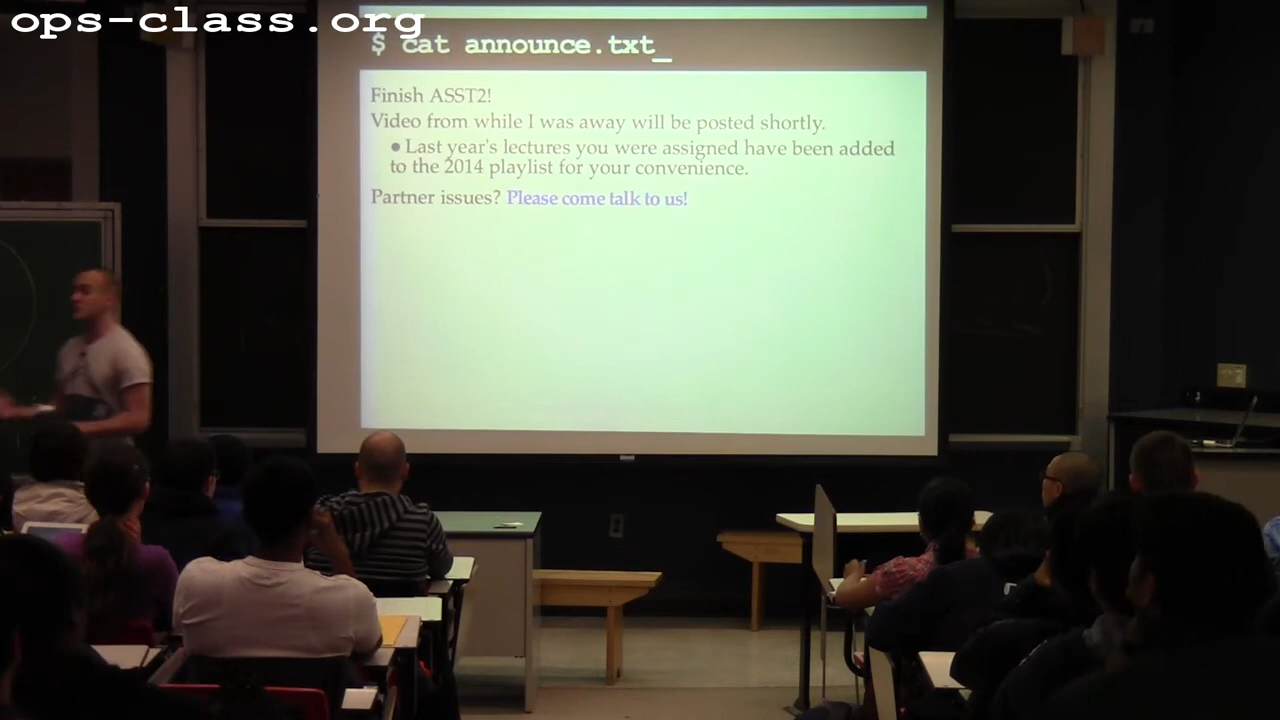 ops-class.org
$ cat announce.txt_
Finish ASST2!
Video from while I was away will be posted shortly.
● Last year's lectures you were assigned have been added
to the 2014 playlist for your convenience.
Partner issues? Please come talk to us!